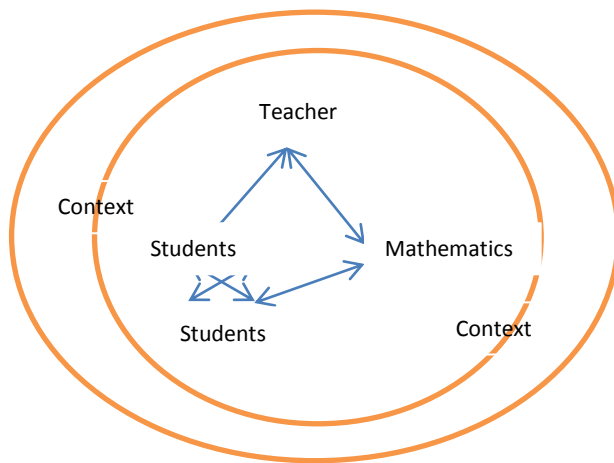 Teacher
Context
Students
Mathematics
Students
Context